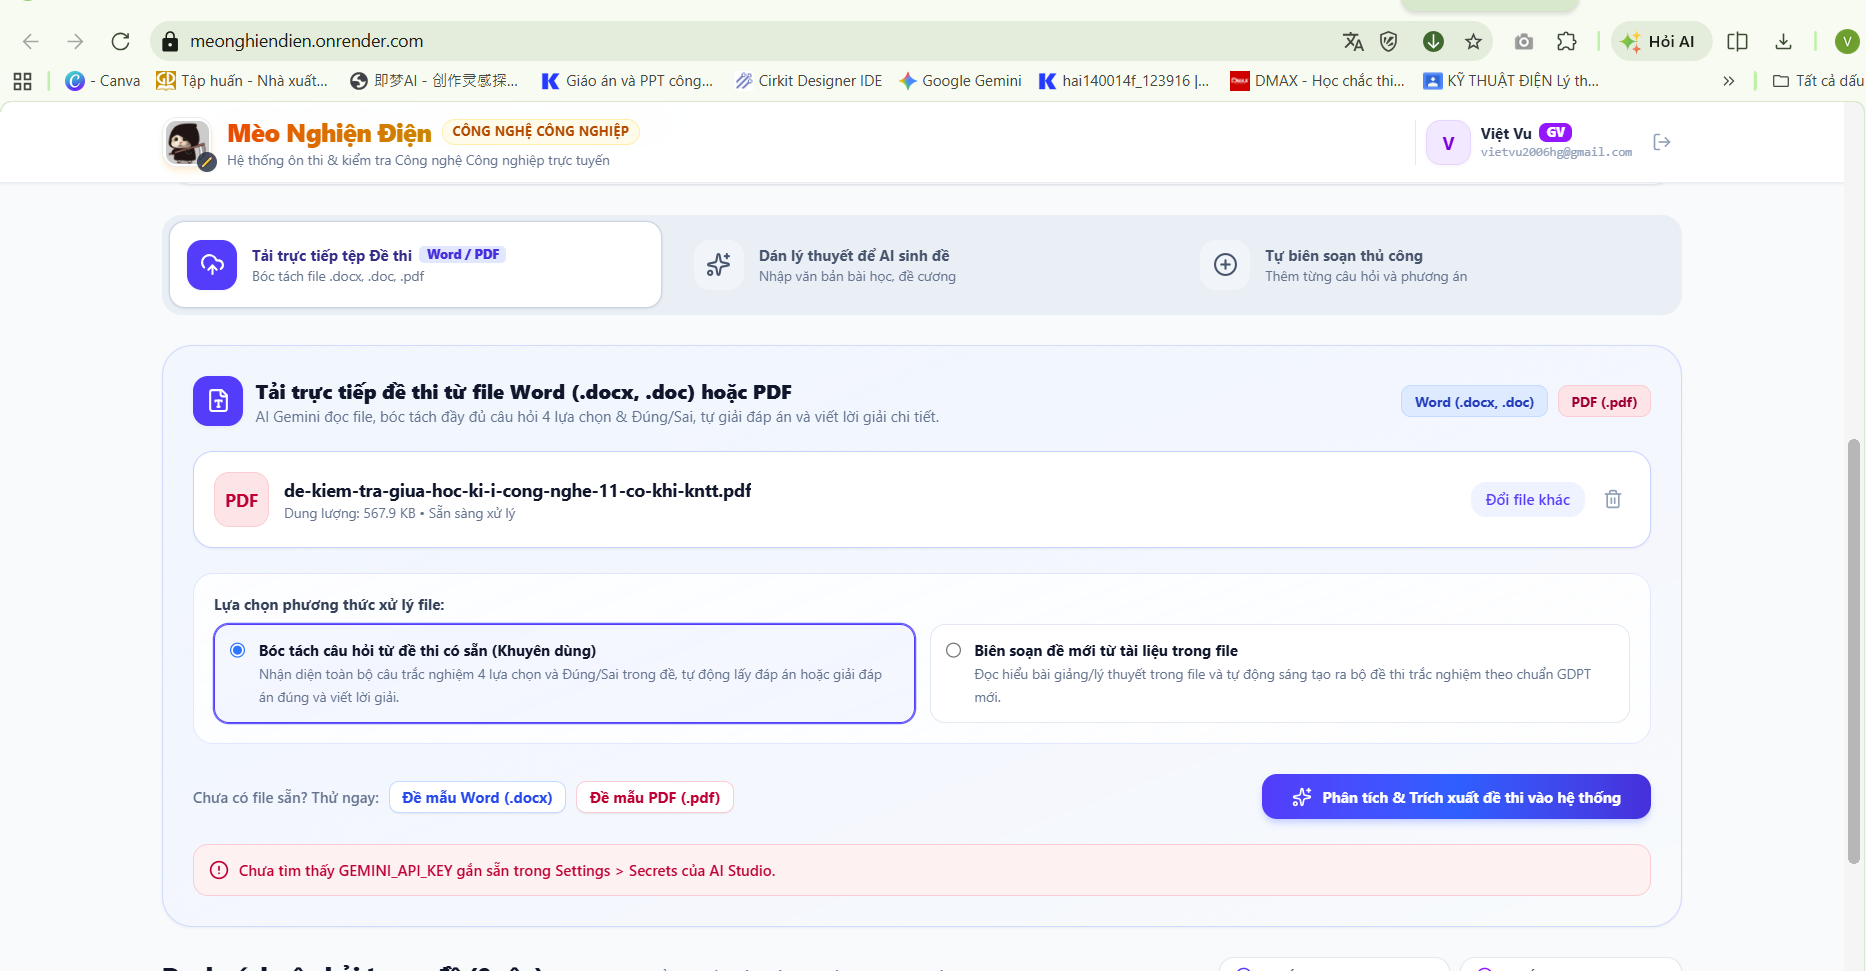 meonghiendien.onrender.com
Hỏi AI
V
- Canva
Tập huấn - Nhà xuất...
即梦AI - 创作灵感探...
Giáo án và PPT công...
Cirkit Designer IDE
Google Gemini
hai140014f_123916 |...
DMAX - Học chắc thi...
KỸ THUẬT ĐIỆN Lý th...
Tất cả dấu
Mèo Nghiện Điện
CÔNG NGHỆ CÔNG NGHIỆP
Hệ thống ôn thi & kiểm tra Công nghệ Công nghiệp trực tuyến
V
Việt Vu GV
vietvu2006hg@gmail.com
Tải trực tiếp tệp Đề thi Word / PDF
Bóc tách file .docx, .doc, .pdf
Dán lý thuyết để AI sinh đề
Nhập văn bản bài học, đề cương
Tự biên soạn thủ công
Thêm từng câu hỏi và phương án
Tải trực tiếp đề thi từ file Word (.docx, .doc) hoặc PDF
AI Gemini đọc file, bóc tách đầy đủ câu hỏi 4 lựa chọn & Đúng/Sai, tự giải đáp án và viết lời giải chi tiết.
Word (.docx, .doc)
PDF (.pdf)
PDF
de-kiem-tra-giua-hoc-ki-i-cong-nghe-11-co-khi-kntt.pdf
Dung lượng: 567.9 KB • Sẵn sàng xử lý
Đổi file khác
Lựa chọn phương thức xử lý file:
Bóc tách câu hỏi từ đề thi có sẵn (Khuyên dùng)
Nhận diện toàn bộ câu trắc nghiệm 4 lựa chọn và Đúng/Sai trong đề, tự động lấy đáp án hoặc giải đáp
án đúng và viết lời giải.
Biên soạn đề mới từ tài liệu trong file
Đọc hiểu bài giảng/lý thuyết trong file và tự động sáng tạo ra bộ đề thi trắc nghiệm theo chuẩn GDPT
mới.
Chưa có file sẵn? Thử ngay:
Đề mẫu Word (.docx)
Đề mẫu PDF (.pdf)
Phân tích & Trích xuất đề thi vào hệ thống
Chưa tìm thấy GEMINI_API_KEY gắn sẵn trong Settings > Secrets của AI Studio.